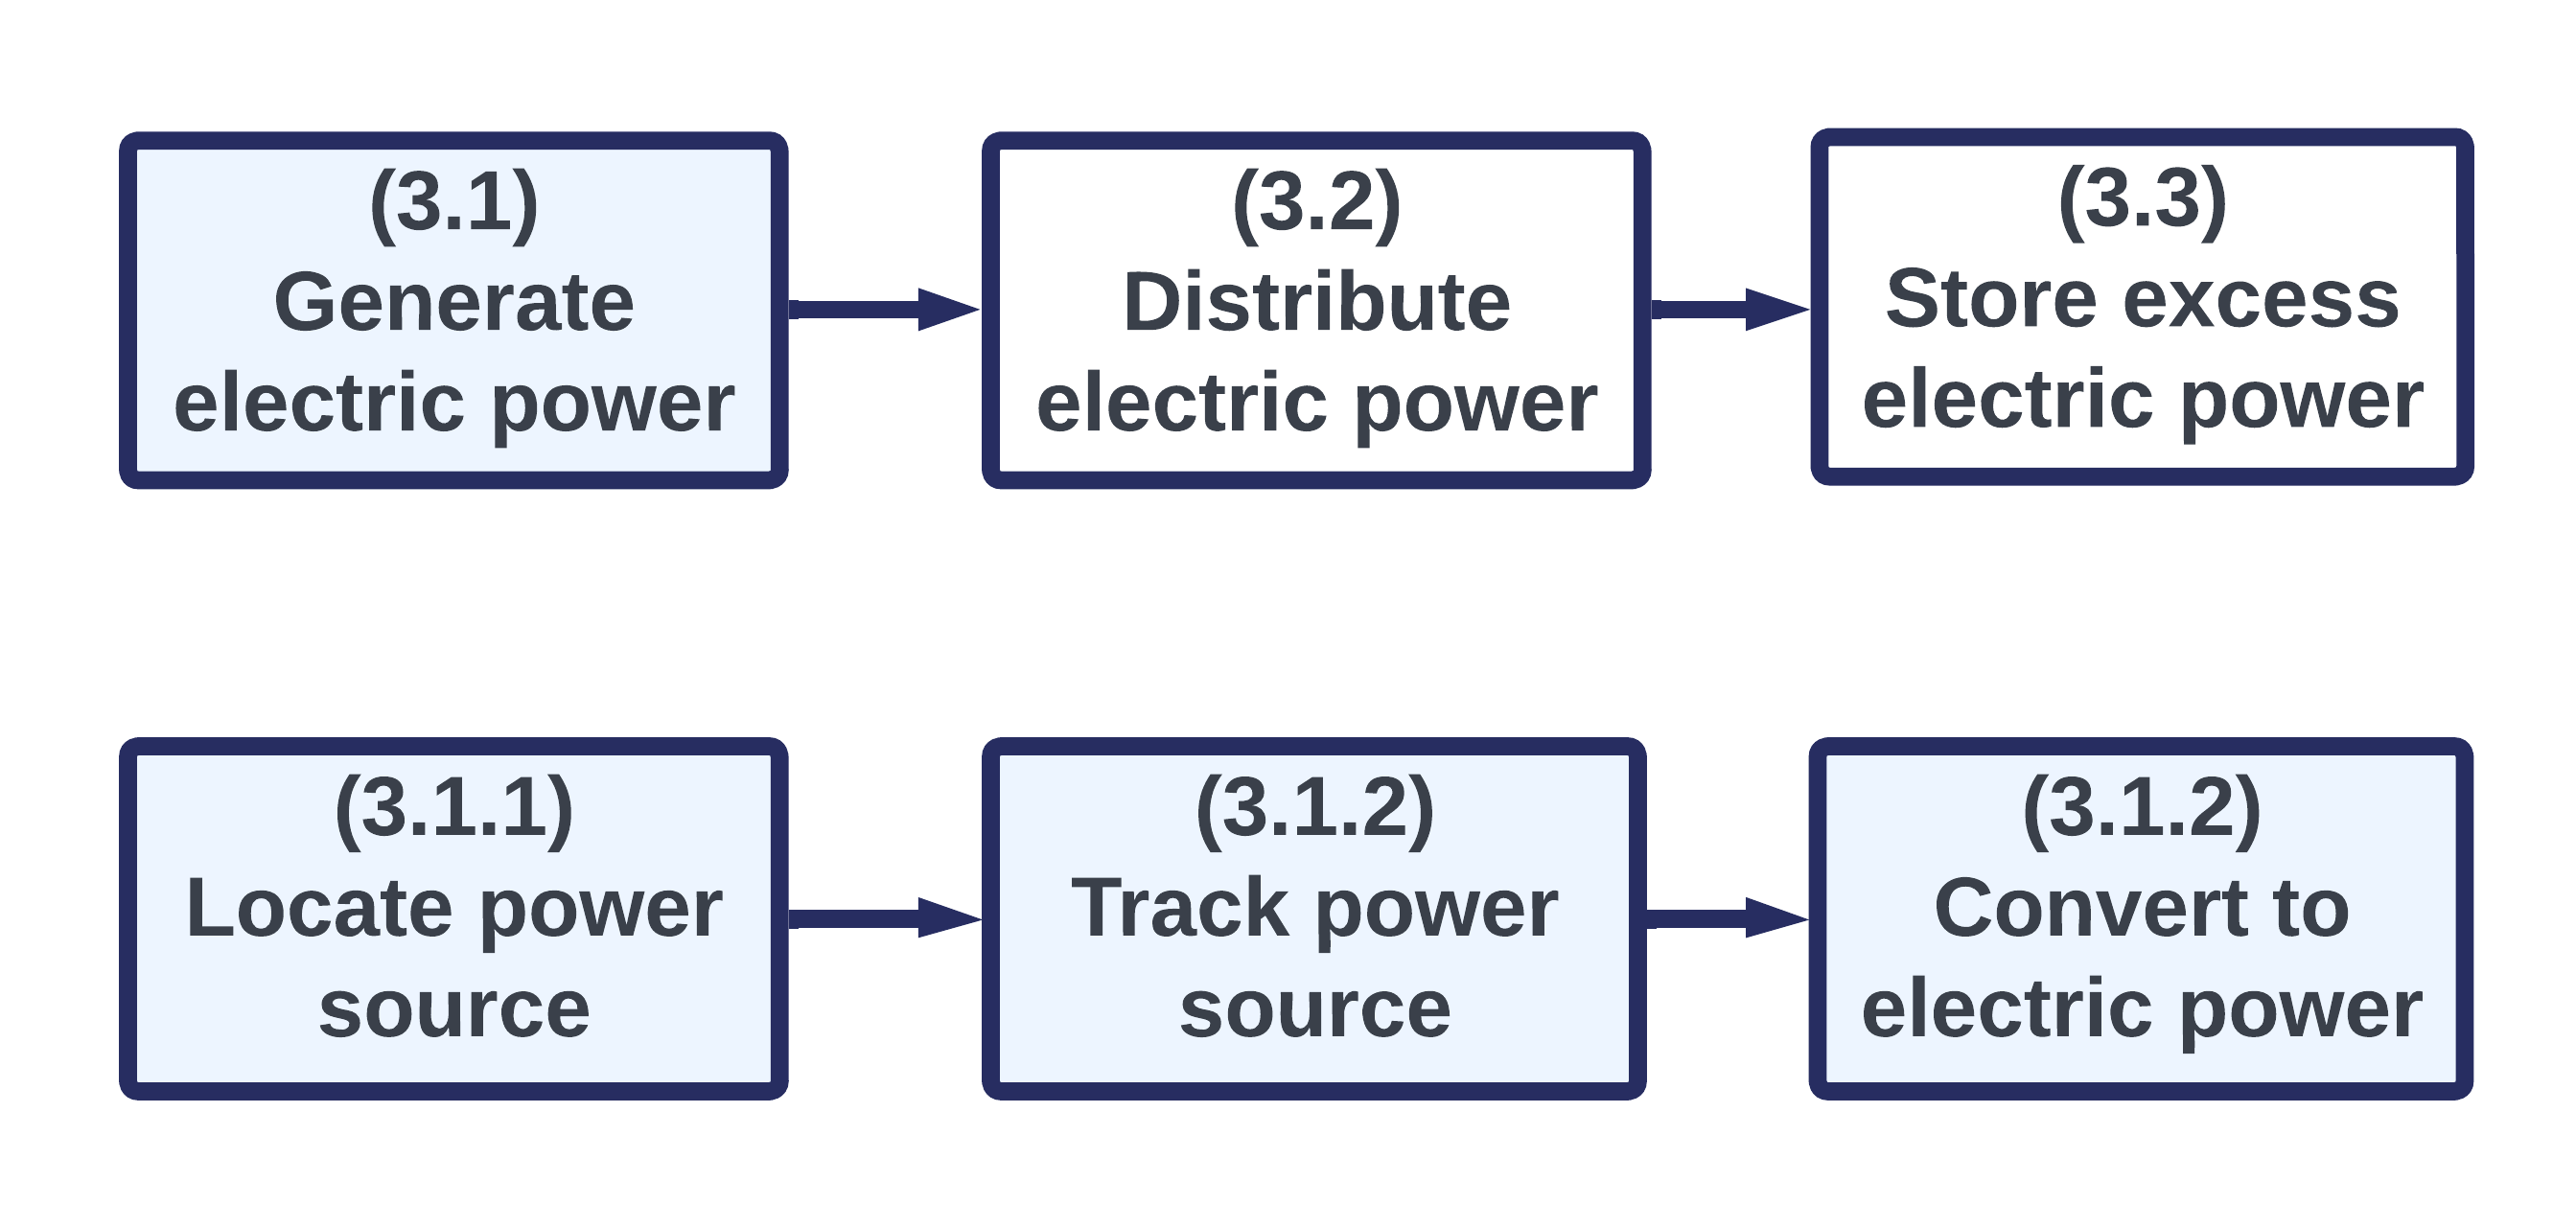 (3.1)
Generate
electric power
(3.2)
Distribute
electric power
(3.3)
Store excess
electric power
(3.1.1)
Locate power
source
(3.1.2)
Track power
source
(3.1.2)
Convert to
electric power